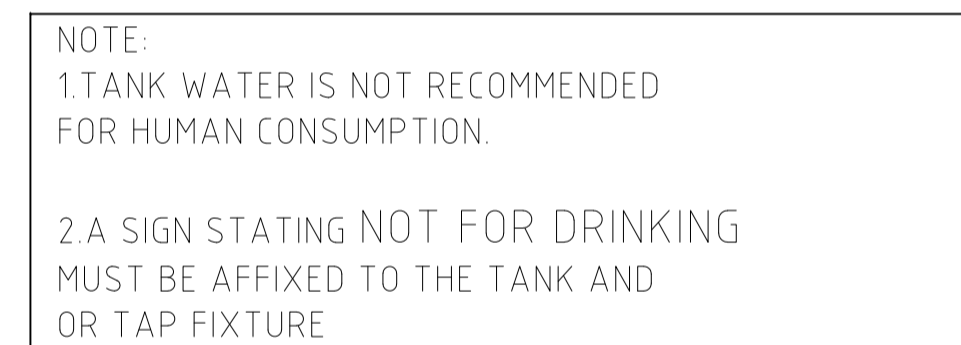 NOTE:
1.TANK WATER IS NOT RECOMMENDED
FOR HUMAN CONSUMPTION.
2.A SIGN STATING NOT FOR DRINKING
MUST BE AFFIXED TO THE TANK AND
OR TAP FIXTURE